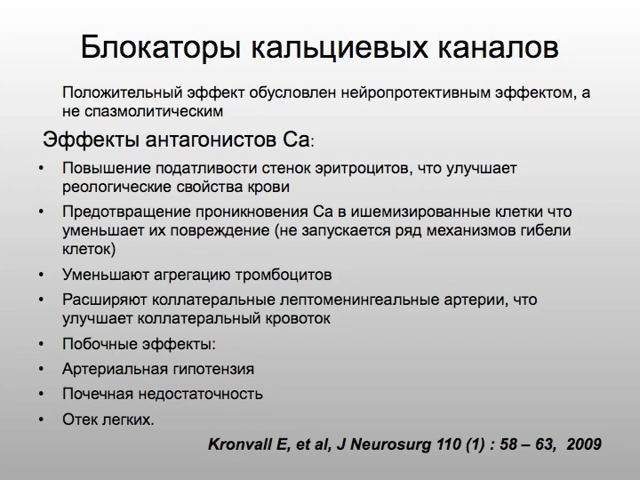 Блокаторы кальциевых каналов
Положительный эффект обусловлен нейропротективным эффектом, а
не спазмолитическим
Эффекты антагонистов Са:
• Повышение податливости стенок эритроцитов, что улучшает
реологические свойства крови
• Предотвращение проникновения Са в ишемизированные клетки что
уменьшает их повреждение (не запускается ряд механизмов гибели
клеток)
• Уменьшают агрегацию тромбоцитов
• Расширяют коллатеральные лептоменингеальные артерии, что
улучшает коллатеральный кровоток
• Побочные эффекты:
• Артериальная гипотензия
• Почечная недостаточность
• Отек легких.
Kronvall E, et al, J Neurosurg 110 (1) : 58 – 63, 2009